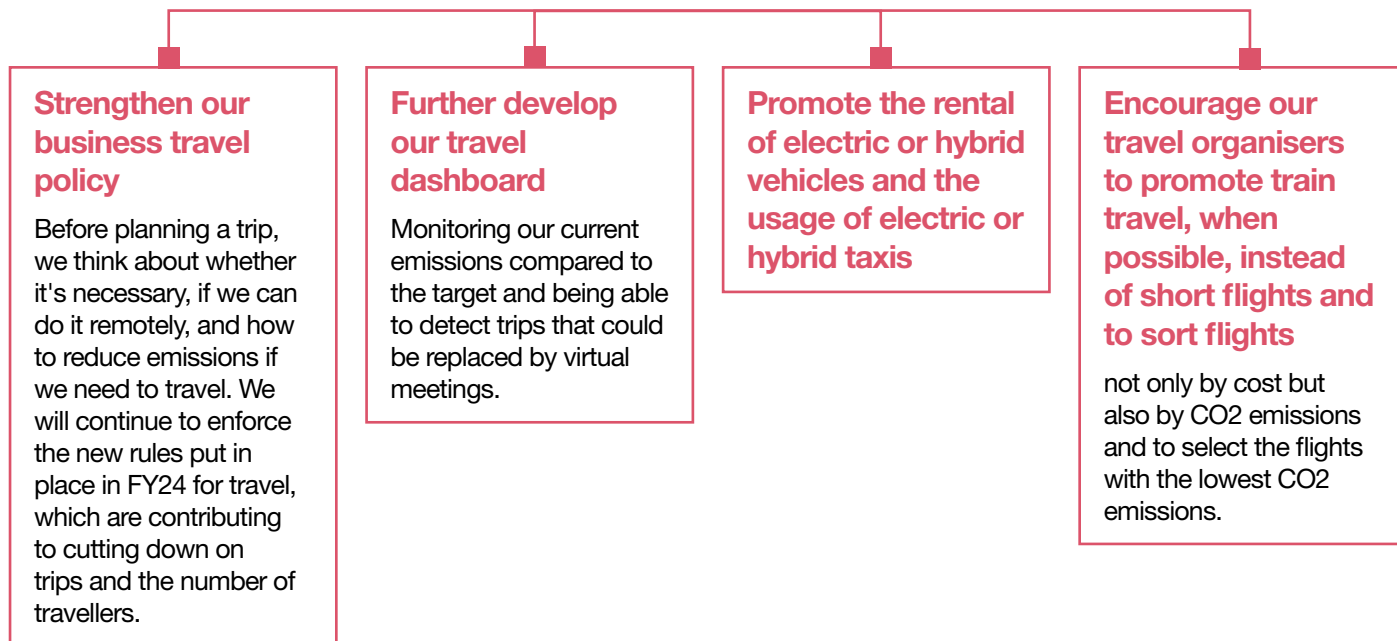 Strengthen our
business travel
policy
Before planning a trip,
we think about whether
it's necessary, if we can
do it remotely, and how
to reduce emissions if
we need to travel. We
will continue to enforce
the new rules put in
place in FY24 for travel,
which are contributing
to cutting down on
trips and the number of
travellers.
Further develop
our travel
dashboard
Monitoring our current
emissions compared to
the target and being able
to detect trips that could
be replaced by virtual
meetings.
Promote the rental
of electric or hybrid
vehicles and the
usage of electric or
hybrid taxis
Encourage our
travel organisers
to promote train
travel, when
possible, instead
of short flights and
to sort flights
not only by cost but
also by CO2 emissions
and to select the flights
with the lowest CO2
emissions.